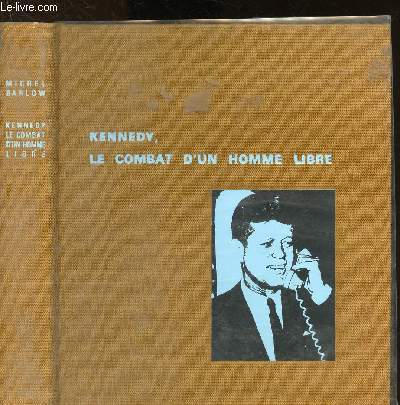 Le-livre.com
MICHEL
BARLOW
KENNEDY
LE COMBAT
D'UN HOMME
LIBRE
KENNEDY,
LE COMBAT D'UN HOMME LIBRE